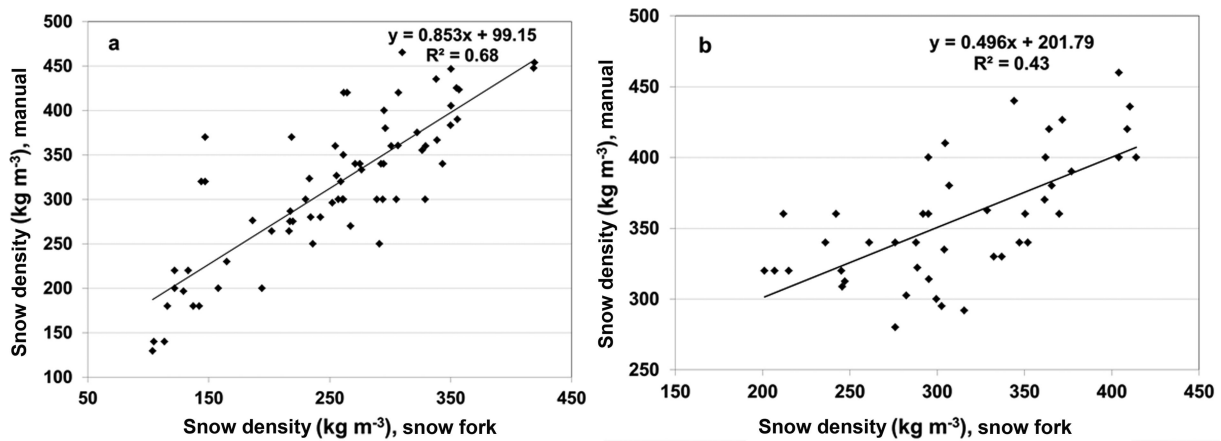 a
y = 0.853x + 99.15
R² = 0.68
Snow density (kg m⁻³), manual
500
450
400
350
300
250
200
150
100
50
150
250
350
450
Snow density (kg m⁻³), snow fork
b
y = 0.496x + 201.79
R² = 0.43
Snow density (kg m⁻³), manual
500
450
400
350
300
250
150
200
250
300
350
400
450
Snow density (kg m⁻³), snow fork